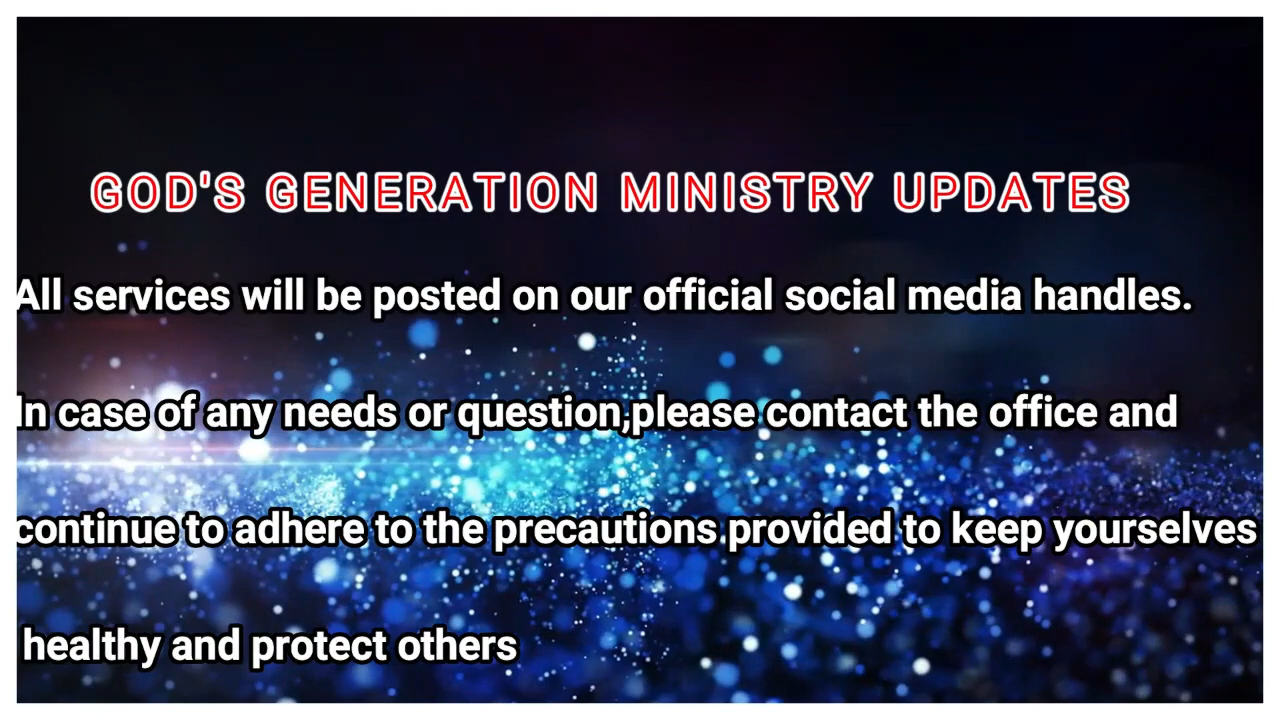 GOD'S GENERATION MINISTRY UPDATES
All services will be posted on our official social media handles.
In case of any needs or question,please contact the office and
continue to adhere to the precautions provided to keep yourselves
healthy and protect others